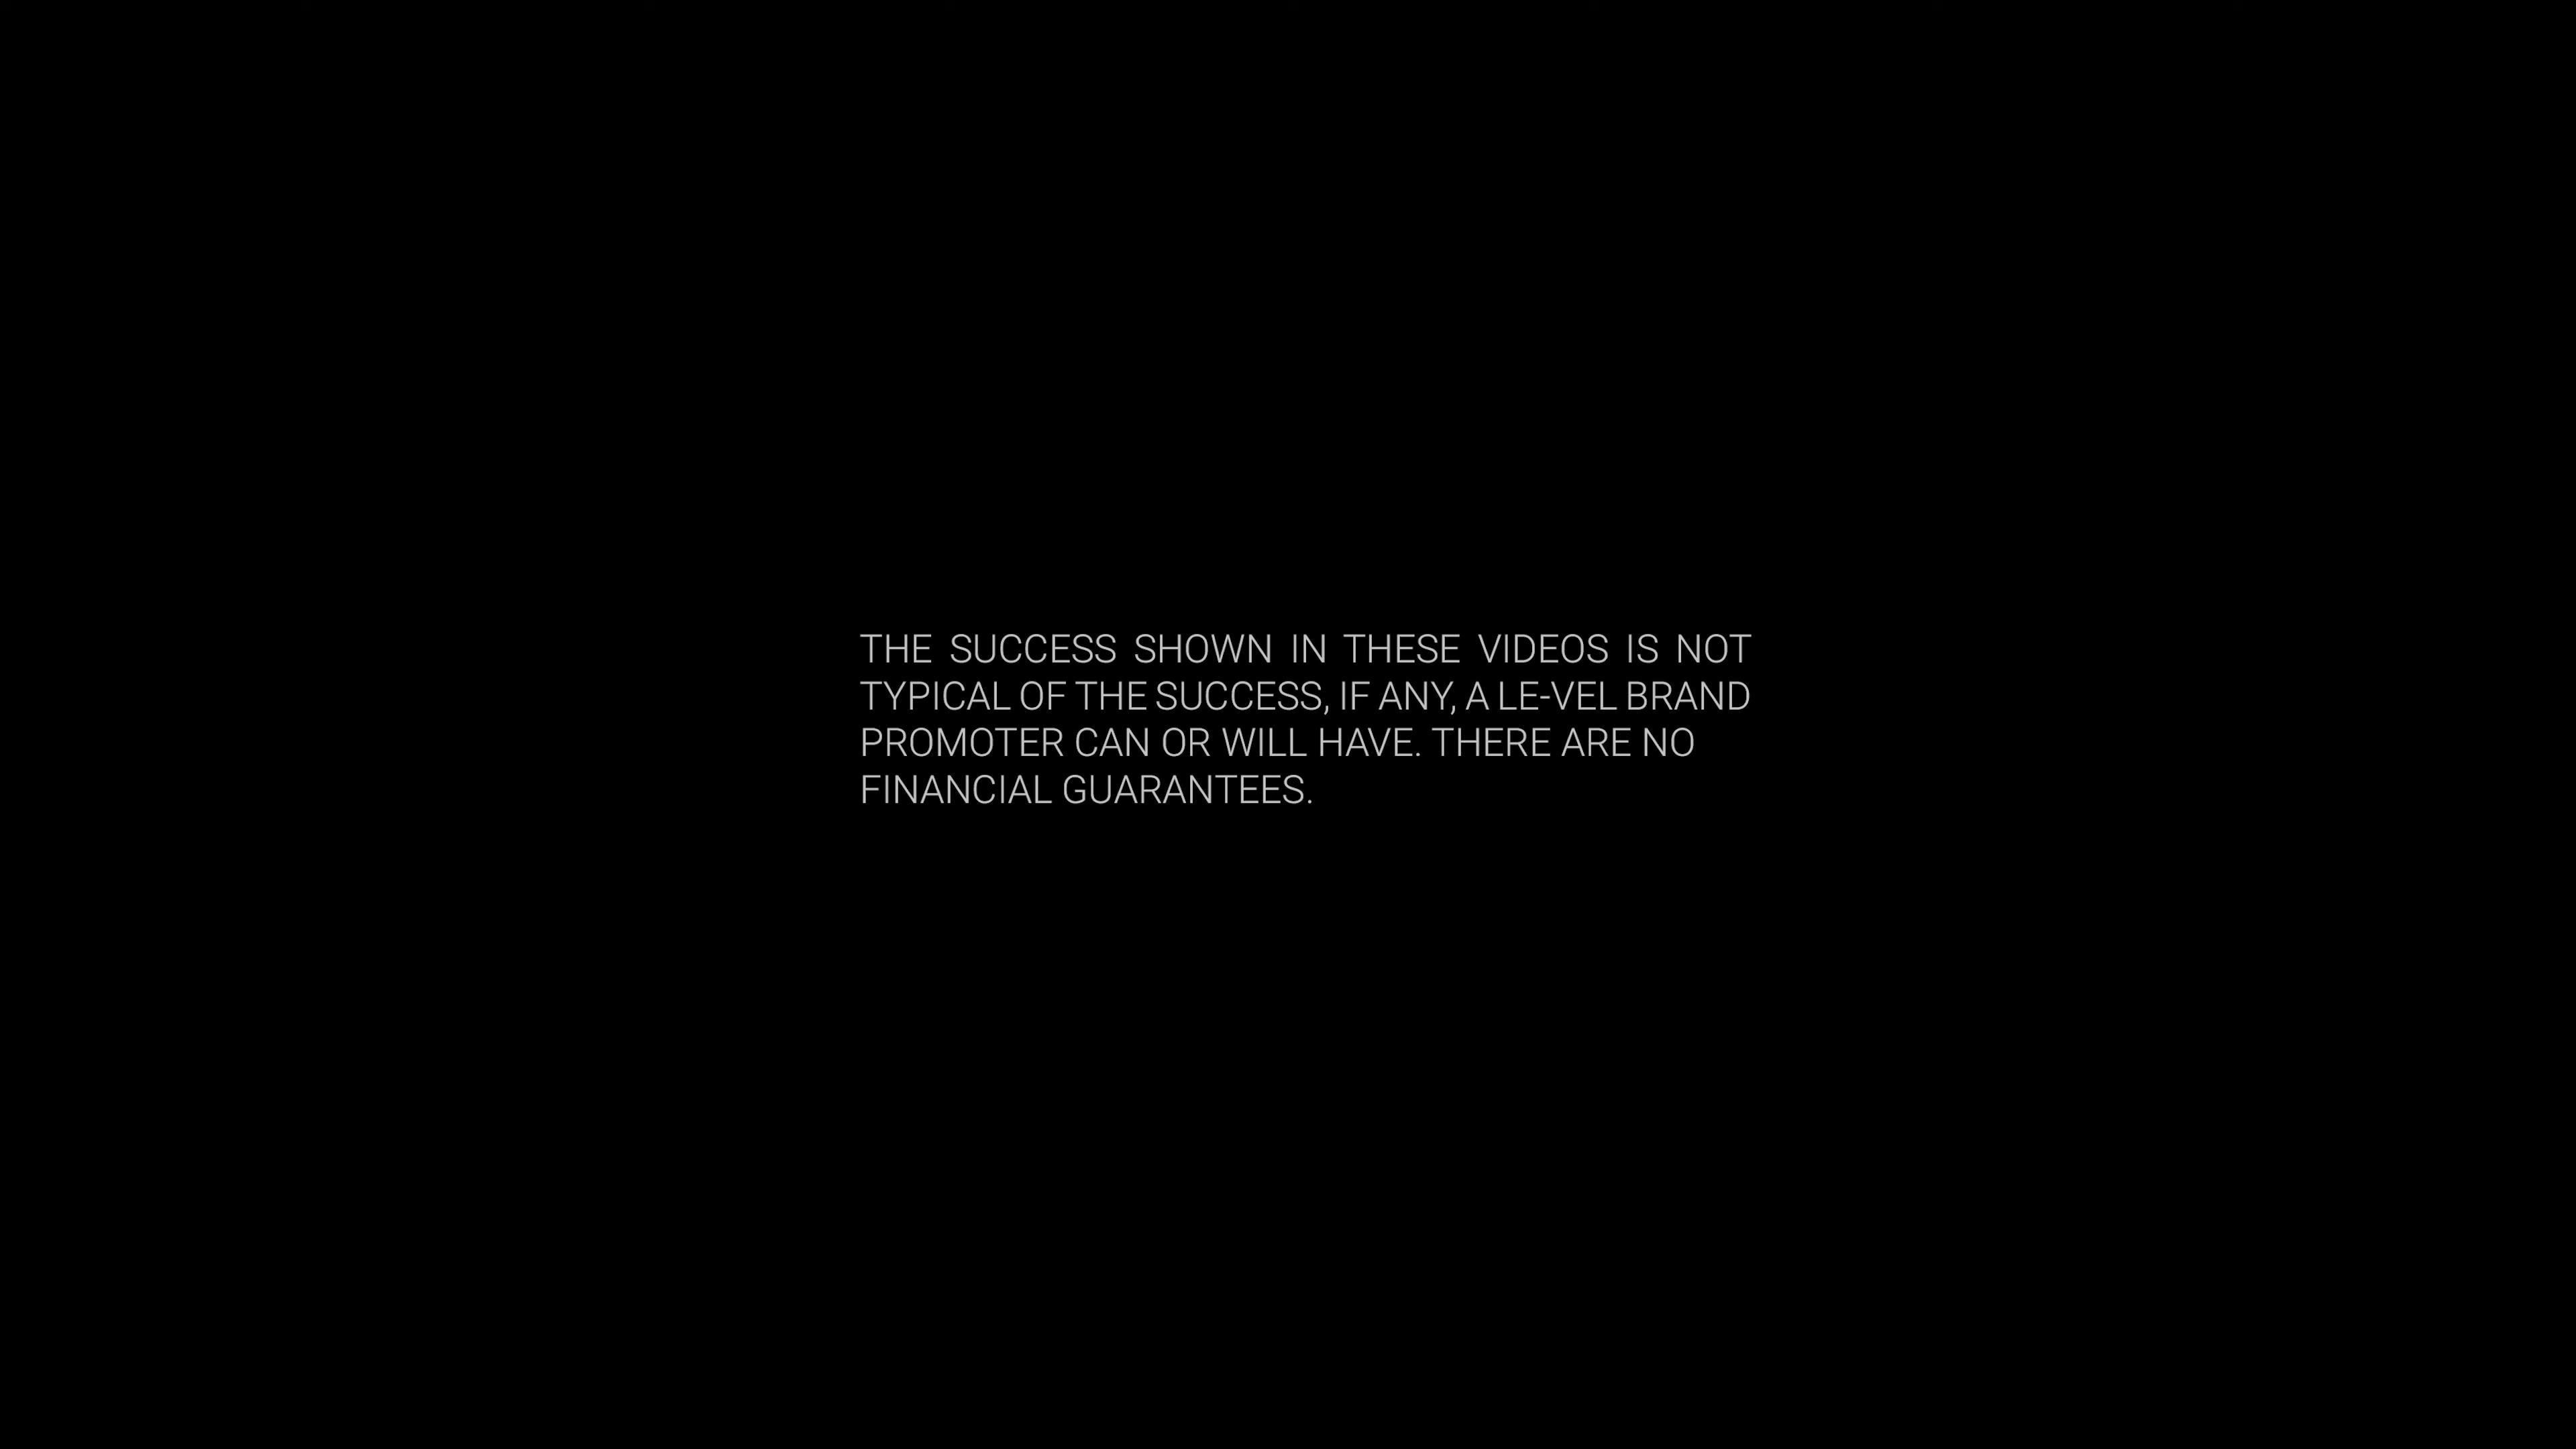 THE SUCCESS SHOWN IN THESE VIDEOS IS NOT
TYPICAL OF THE SUCCESS, IF ANY, A LE-VEL BRAND
PROMOTER CAN OR WILL HAVE. THERE ARE NO
FINANCIAL GUARANTEES.